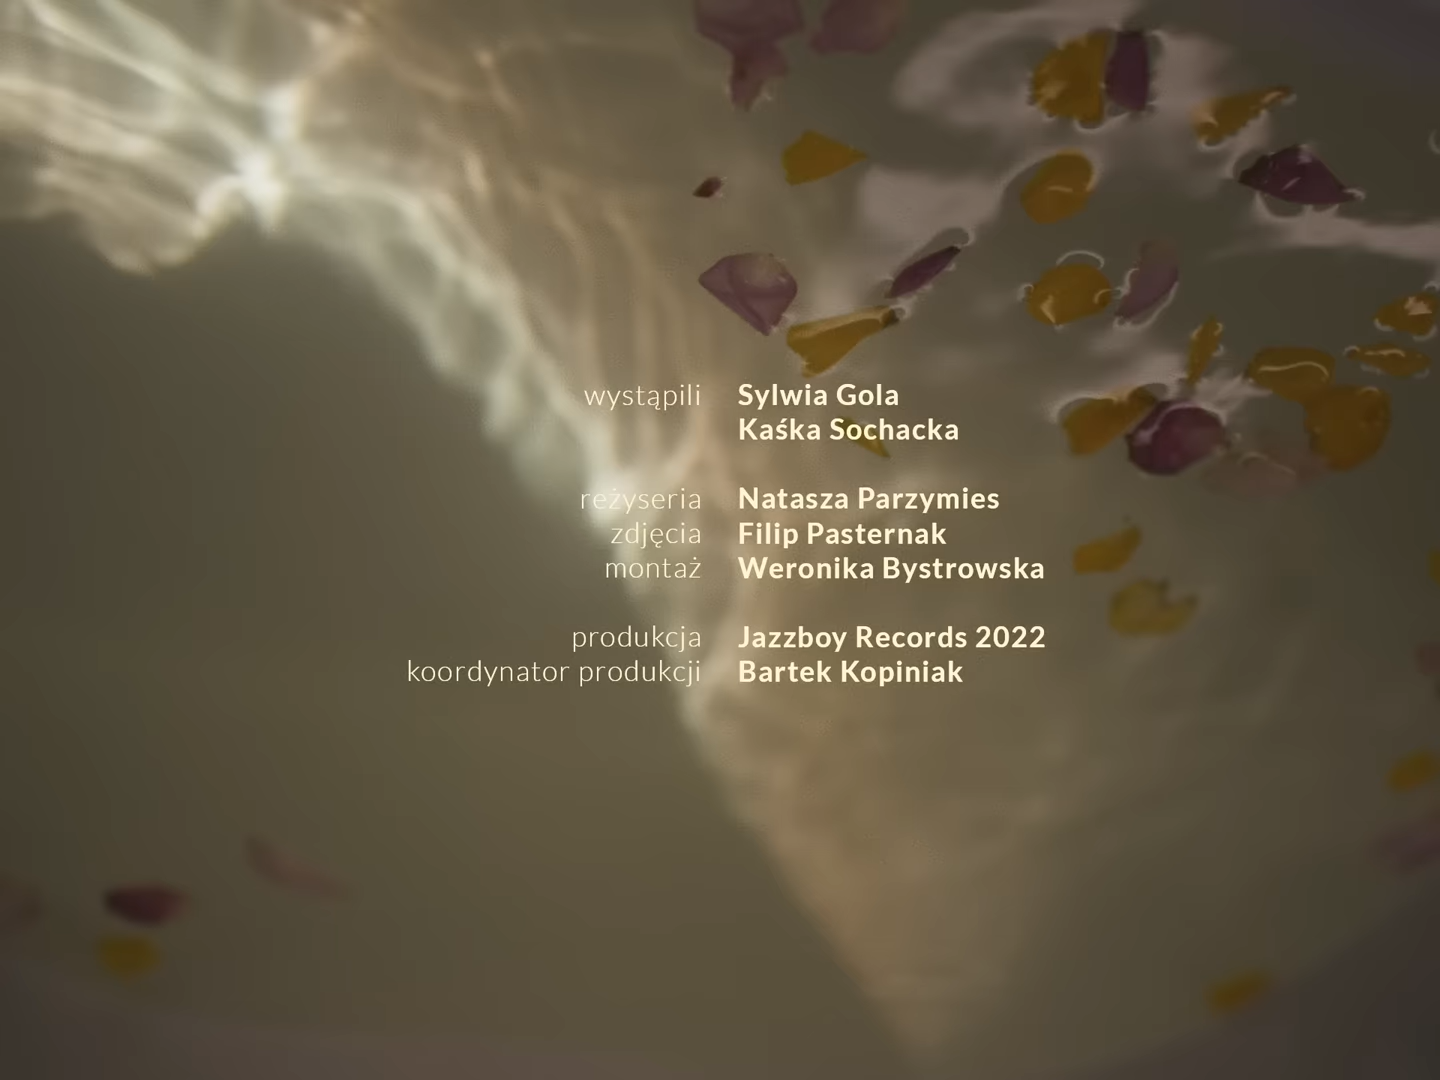 wystąpili Sylwia Gola
Kaśka Sochacka
reżyseria Natasza Parzymies
zdjęcia Filip Pasternak
montaż Weronika Bystrowska
produkcja Jazzboy Records 2022
koordynator produkcji Bartek Kopiniak